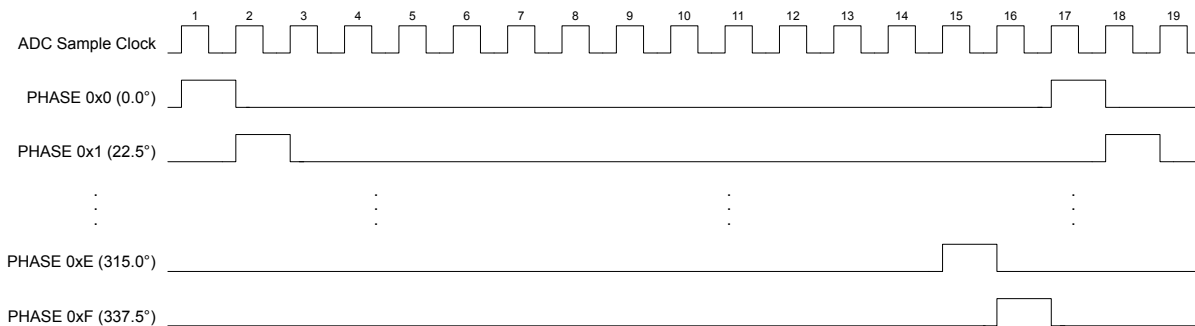 1 2 3 4 5 6 7 8 9 10 11 12 13 14 15 16 17 18 19
ADC Sample Clock
PHASE 0x0 (0.0°)
PHASE 0x1 (22.5°)
PHASE 0xE (315.0°)
PHASE 0xF (337.5°)